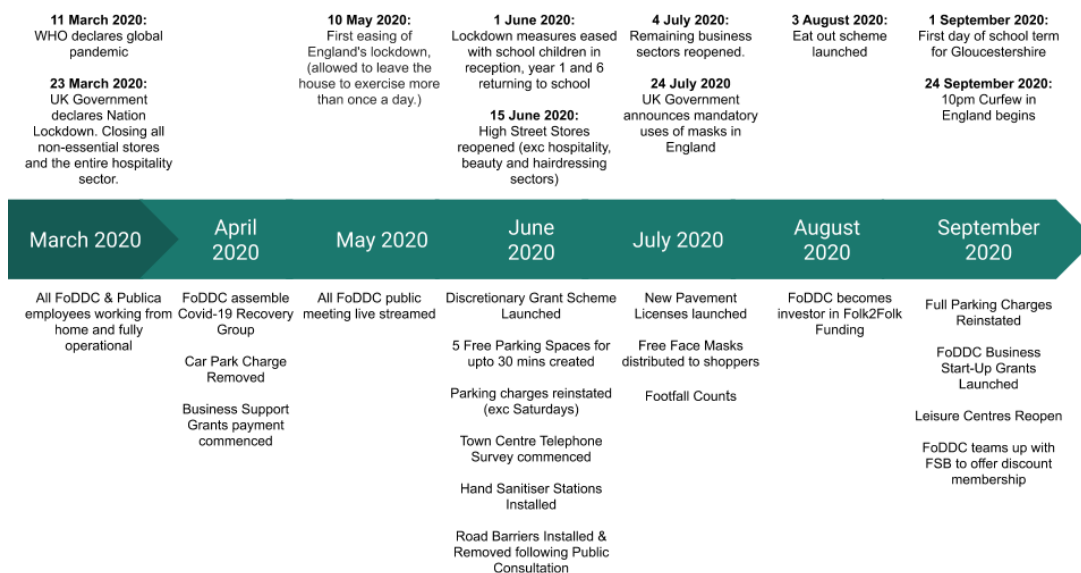 11 March 2020:
WHO declares global
pandemic
23 March 2020:
UK Government
declares Nation
Lockdown. Closing all
non-essential stores
and the entire hospitality
sector.
10 May 2020:
First easing of
England's lockdown,
(allowed to leave the
house to exercise more
than once a day.)
1 June 2020:
Lockdown measures eased
with school children in
reception, year 1 and 6
returning to school
15 June 2020:
High Street Stores
reopened (exc hospitality,
beauty and hairdressing
sectors)
4 July 2020:
Remaining business
sectors reopened.
24 July 2020
UK Government
announces mandatory
uses of masks in
England
3 August 2020:
Eat out scheme
launched
1 September 2020:
First day of school term
for Gloucestershire
24 September 2020:
10pm Curfew in
England begins
March 2020
April
2020
May 2020
June
2020
July 2020
August
2020
September
2020
All FoDDC & Publica
employees working from
home and fully
operational
FoDDC assemble
Covid-19 Recovery
Group
Car Park Charge
Removed
Business Support
Grants payment
commenced
All FoDDC public
meeting live streamed
Discretionary Grant Scheme
Launched
5 Free Parking Spaces for
upto 30 mins created
Parking charges reinstated
(exc Saturdays)
Town Centre Telephone
Survey commenced
Hand Sanitiser Stations
Installed
Road Barriers Installed &
Removed following Public
Consultation
New Pavement
Licenses launched
Free Face Masks
distributed to shoppers
Footfall Counts
FoDDC becomes
investor in Folk2Folk
Funding
Full Parking Charges
Reinstated
FoDDC Business
Start-Up Grants
Launched
Leisure Centres Reopen
FoDDC teams up with
FSB to offer discount
membership